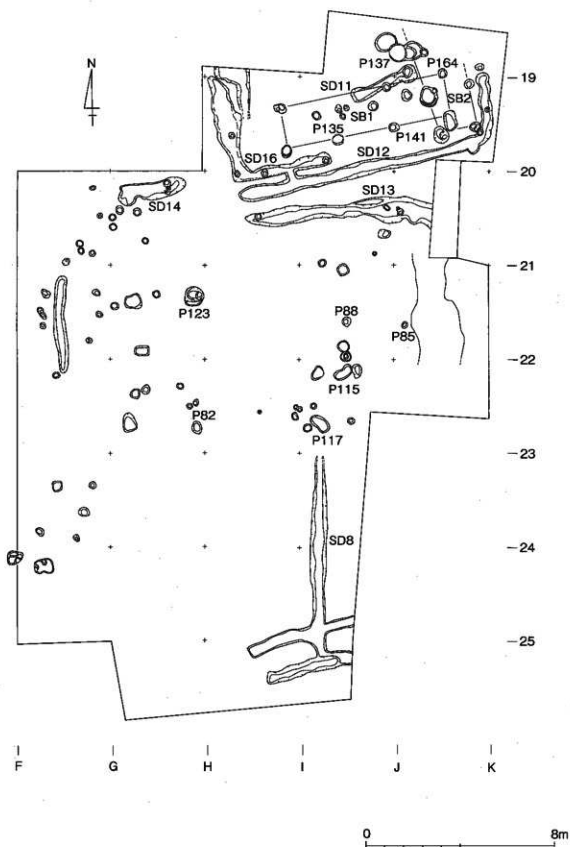 N
P137
P164
—19
SD11
SB1
SB2
P135
P141
SD16
SD12
—20
SD14
SD13
—21
P123
P88
P85
—22
P115
P82
P117
—23
SD8
—24
—25
F
G
H
I
J
K
0
8m